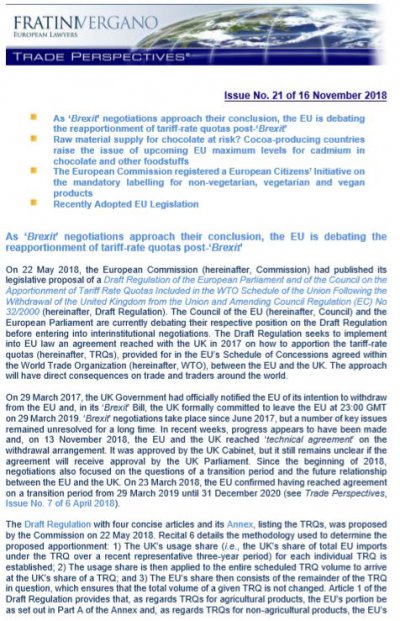 FRATINIVERGANO
EUROPEAN LAWYERS
TRADE PERSPECTIVES®
Issue No. 21 of 16 November 2018
As ‘Brexit’ negotiations approach their conclusion, the EU is debating
the reapportionment of tariff-rate quotas post-‘Brexit’
Raw material supply for chocolate at risk? Cocoa-producing countries
raise the issue of upcoming EU maximum levels for cadmium in
chocolate and other foodstuffs
The European Commission registered a European Citizens’ Initiative on
the mandatory labelling for non-vegetarian, vegetarian and vegan
products
Recently Adopted EU Legislation
As ‘Brexit’ negotiations approach their conclusion, the EU is debating the
reapportionment of tariff-rate quotas post-‘Brexit’
On 22 May 2018, the European Commission (hereinafter, Commission) had published its
legislative proposal of a Draft Regulation of the European Parliament and of the Council on the
Apportionment of Tariff Rate Quotas Included in the WTO Schedule of the Union Following the
Withdrawal of the United Kingdom from the Union and Amending Council Regulation (EC) No
32/2000 (hereinafter, Draft Regulation). The Council of the EU (hereinafter, Council) and the
European Parliament are currently debating their respective position on the Draft Regulation
before entering into interinstitutional negotiations. The Draft Regulation seeks to implement
into EU law an agreement reached with the UK in 2017 on how to apportion the tariff-rate
quotas (hereinafter, TRQs), provided for in the EU’s Schedule of Concessions agreed within
the World Trade Organization (hereinafter, WTO), between the EU and the UK. The approach
will have direct consequences on trade and traders around the world.
On 29 March 2017, the UK Government had officially notified the EU of its intention to withdraw
from the EU and, in its ‘Brexit’ Bill, the UK formally committed to leave the EU at 23:00 GMT
on 29 March 2019. ‘Brexit’ negotiations take place since June 2017, but a number of key issues
remained unresolved for a long time. In recent weeks, progress appears to have been made
and, on 13 November 2018, the EU and the UK reached ‘technical agreement’ on the
withdrawal arrangement. It was approved by the UK Cabinet, but it still remains unclear if the
agreement will receive approval by the UK Parliament. Since the beginning of 2018,
negotiations also focused on the questions of a transition period and the future relationship
between the EU and the UK. On 23 March 2018, the EU confirmed having reached agreement
on a transition period from 29 March 2019 until 31 December 2020 (see Trade Perspectives,
Issue No. 7 of 6 April 2018).
The Draft Regulation with four concise articles and its Annex, listing the TRQs, was proposed
by the Commission on 22 May 2018. Recital 6 details the methodology used to determine the
proposed apportionment: 1) The UK’s usage share (i.e., the UK’s share of total EU imports
under the TRQ over a recent representative three-year period) for each individual TRQ is
established; 2) The usage share is then applied to the entire scheduled TRQ volume to arrive
at the UK’s share of a TRQ; and 3) The EU’s share then consists of the remainder of the TRQ
in question, which ensures that the total volume of a given TRQ is not changed. Article 1 of the
Draft Regulation provides that, as regards TRQs for agricultural products, the EU’s portion be
as set out in Part A of the Annex and, as regards TRQs for non-agricultural products, the EU’s